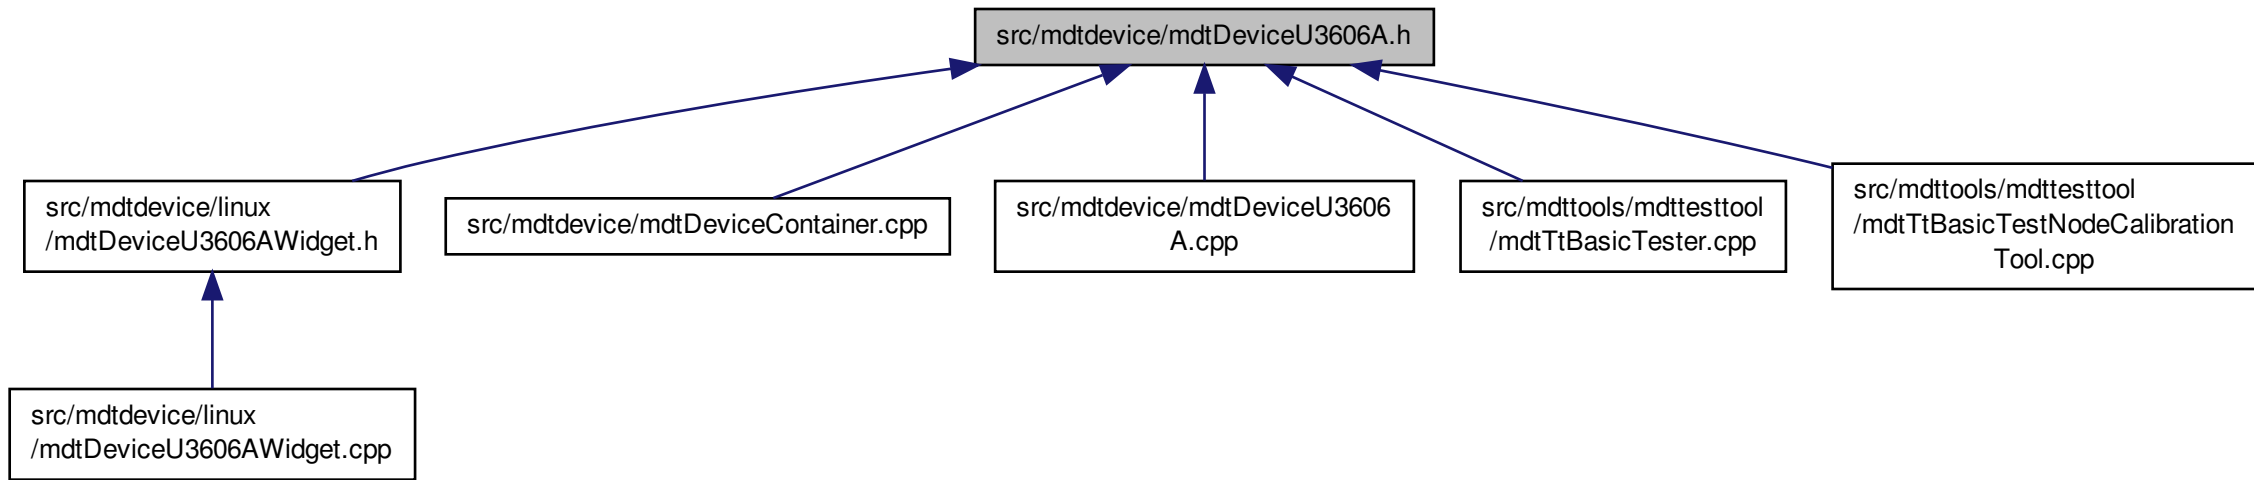 src/mdtdevice/mdtDeviceU3606A.h
src/mdtdevice/linux
/mdtDeviceU3606AWidget.h
src/mdtdevice/mdtDeviceContainer.cpp
src/mdtdevice/mdtDeviceU3606
A.cpp
src/mdttools/mdttesttool
/mdtTtBasicTester.cpp
src/mdttools/mdttesttool
/mdtTtBasicTestNodeCalibration
Tool.cpp
src/mdtdevice/linux
/mdtDeviceU3606AWidget.cpp